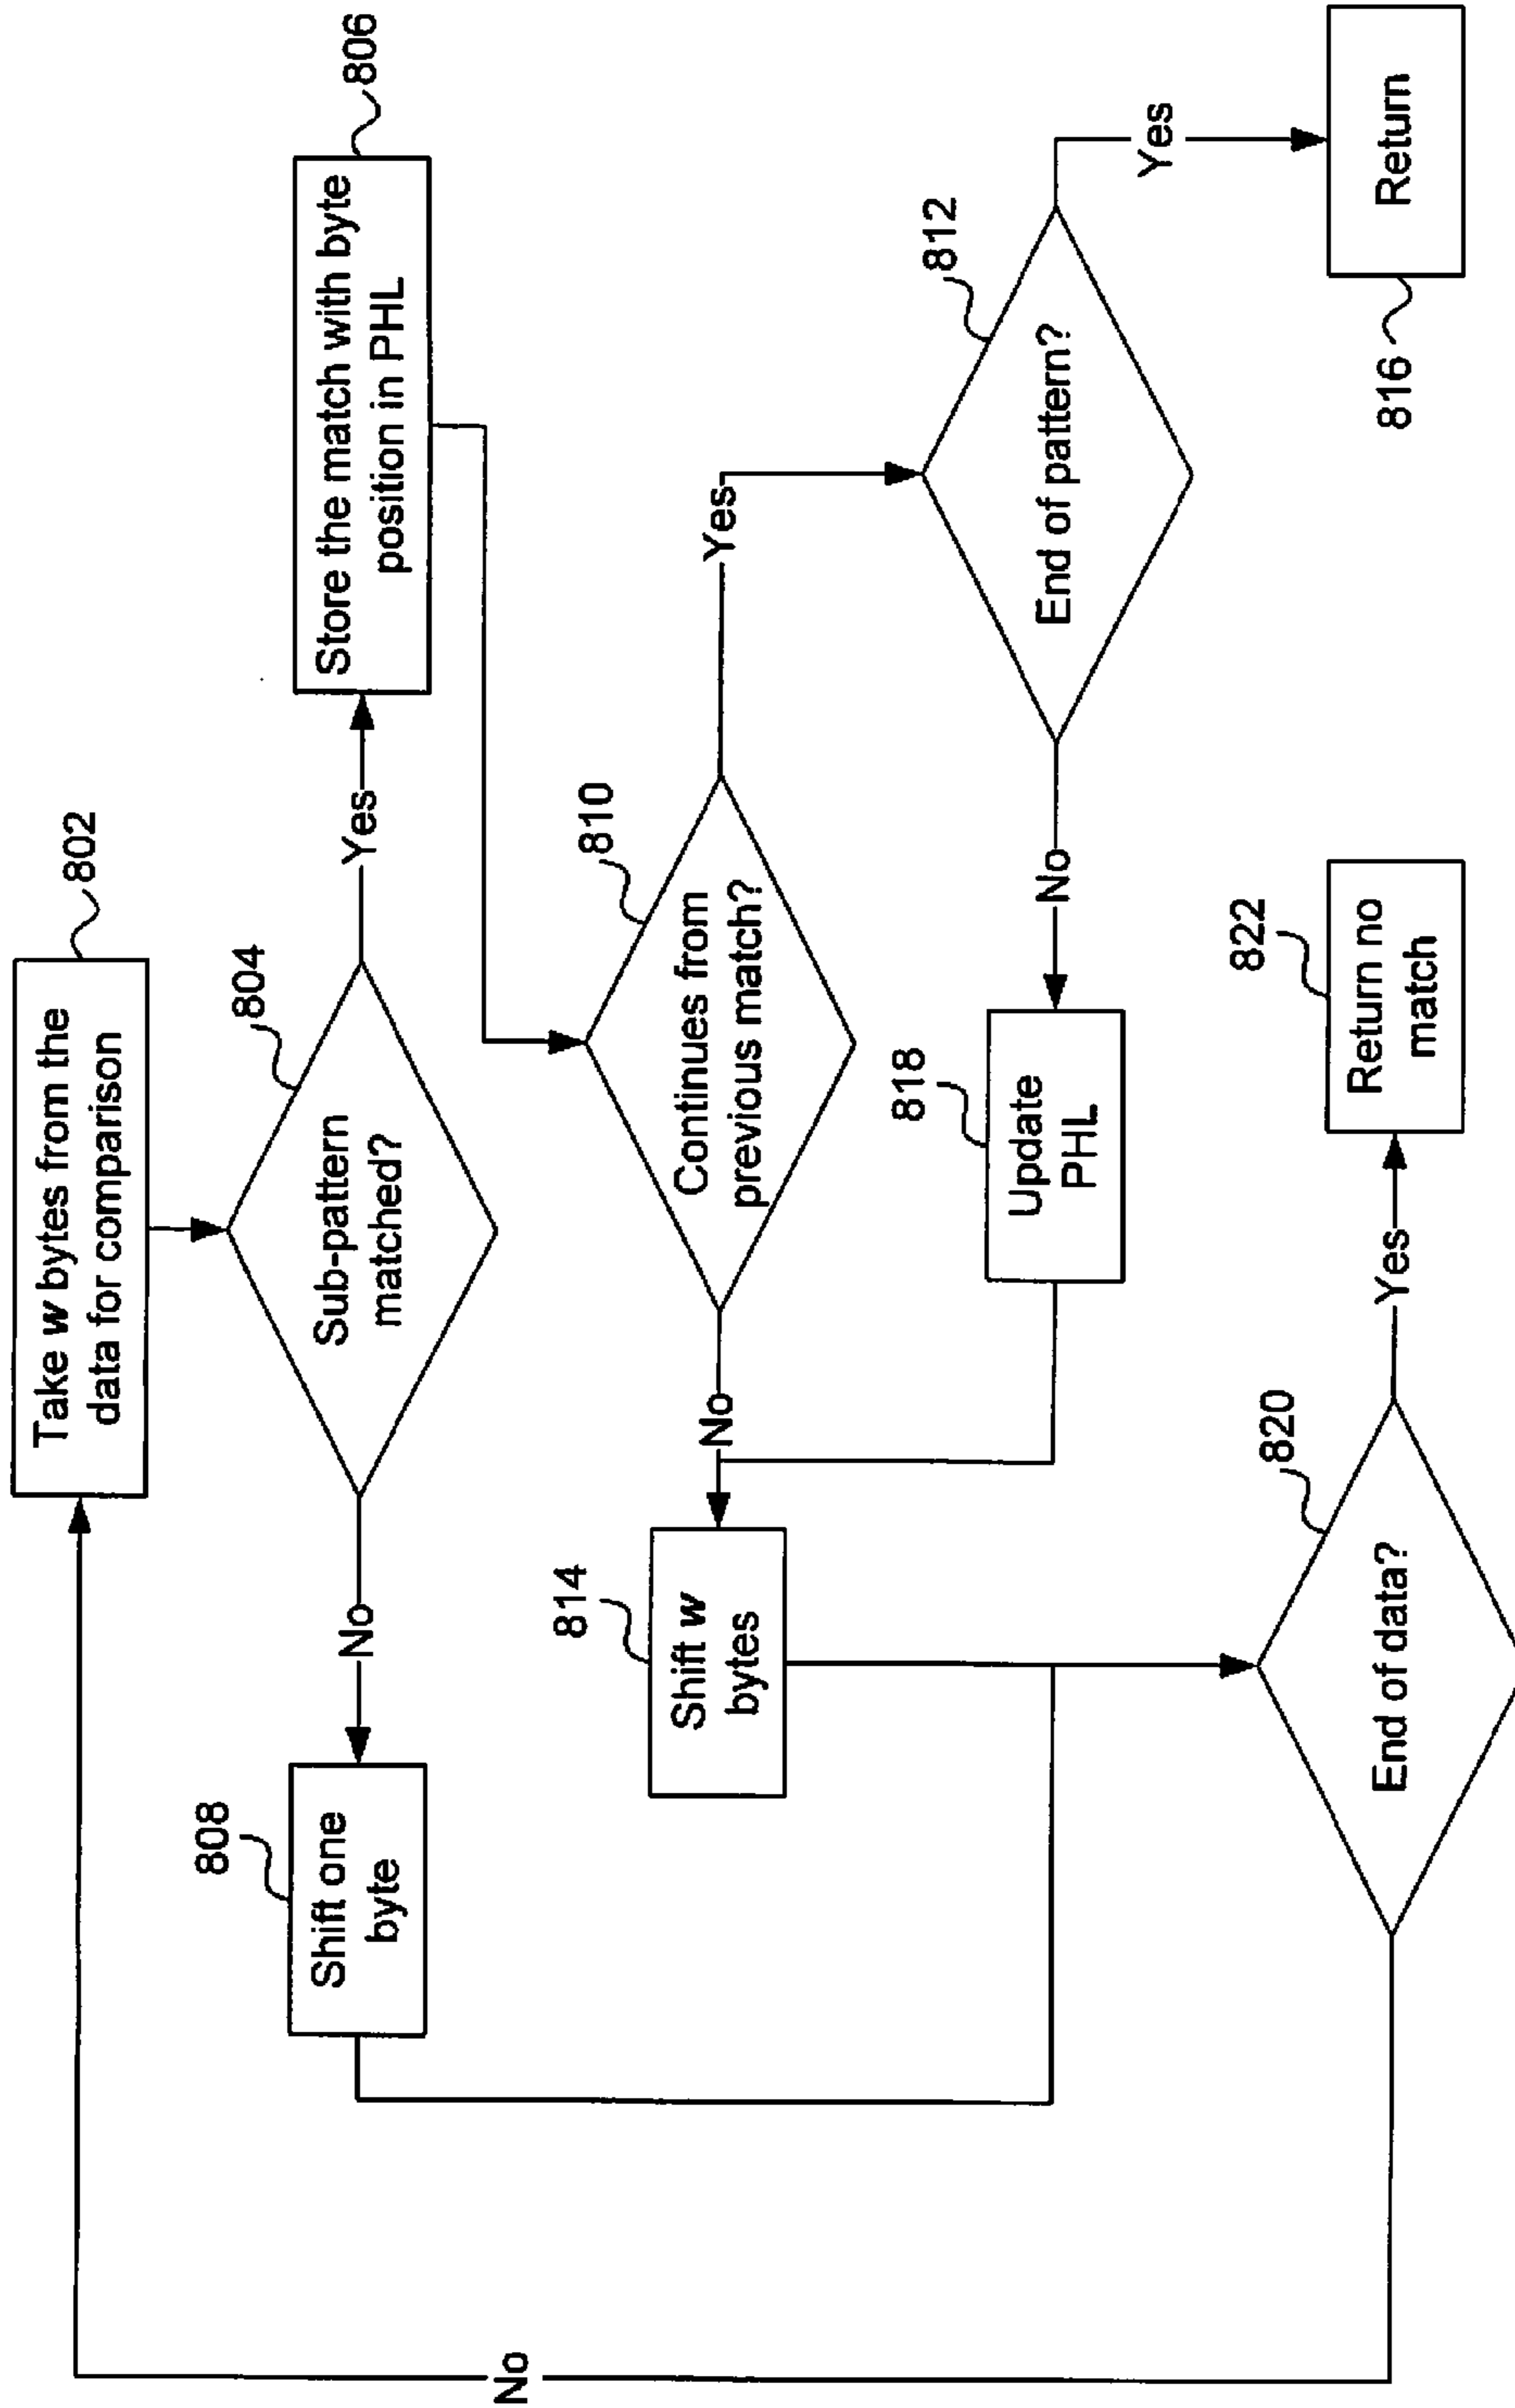 Take w bytes from the
data for comparison
802
Sub-pattern
matched?
804
Yes
Store the match with byte
position in PHL
806
No
Shift one
byte
808
Continues from
previous match?
810
Yes
No
Shift w
bytes
814
End of pattern?
812
Yes
Return
816
No
Update
PHL
818
End of data?
820
Yes
Return no
match
822
No